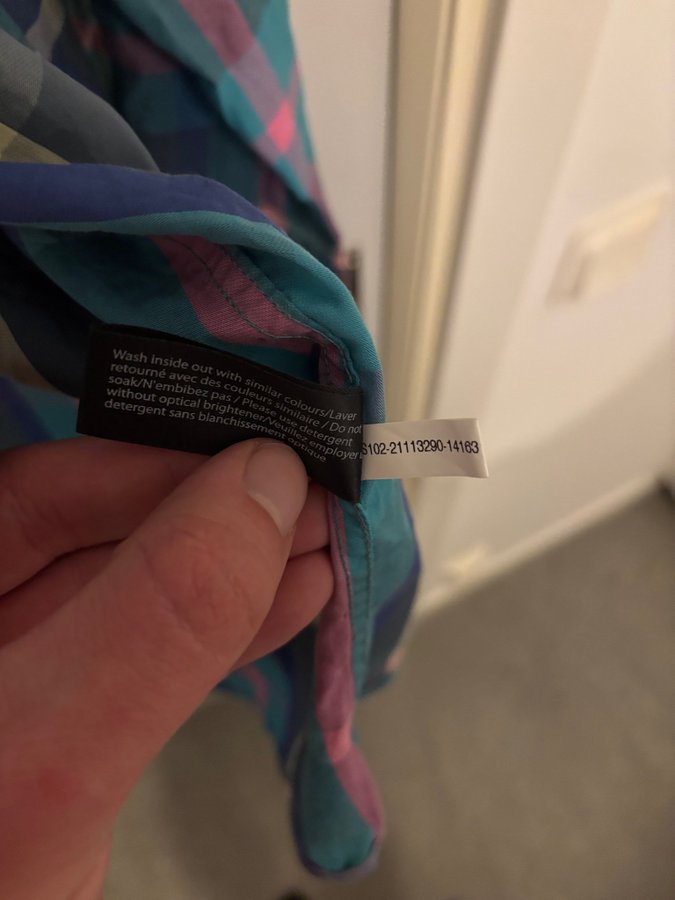 Wash inside out with similar colours/Laver
retourné avec des couleurs similaire / Do not
soak/N'embibez pas / Please use detergent
without optical brightener/Veuillez employer
detergent sans blanchissement optique.
S102-21113290-14163